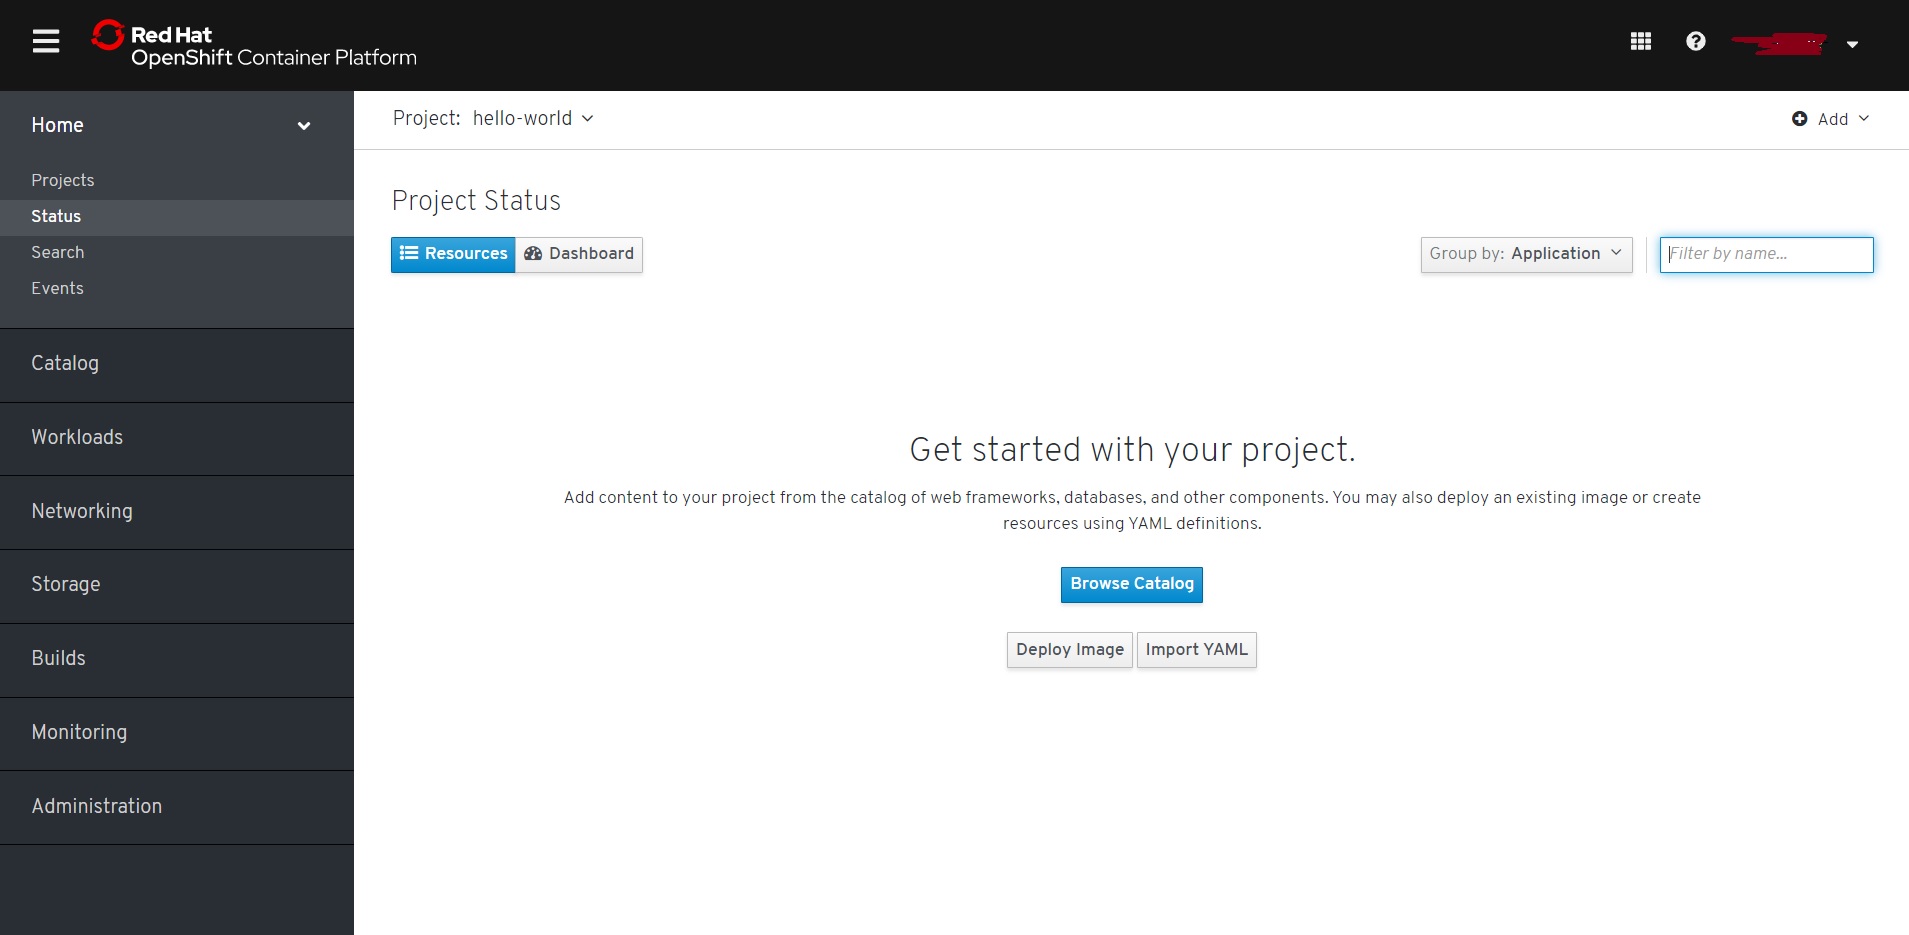 Red Hat
OpenShift Container Platform
Home
Projects
Status
Search
Events
Catalog
Workloads
Networking
Storage
Builds
Monitoring
Administration
Project: hello-world
Add
Project Status
Resources
Dashboard
Group by: Application
Filter by name...
Get started with your project.
Add content to your project from the catalog of web frameworks, databases, and other components. You may also deploy an existing image or create
resources using YAML definitions.
Browse Catalog
Deploy Image
Import YAML